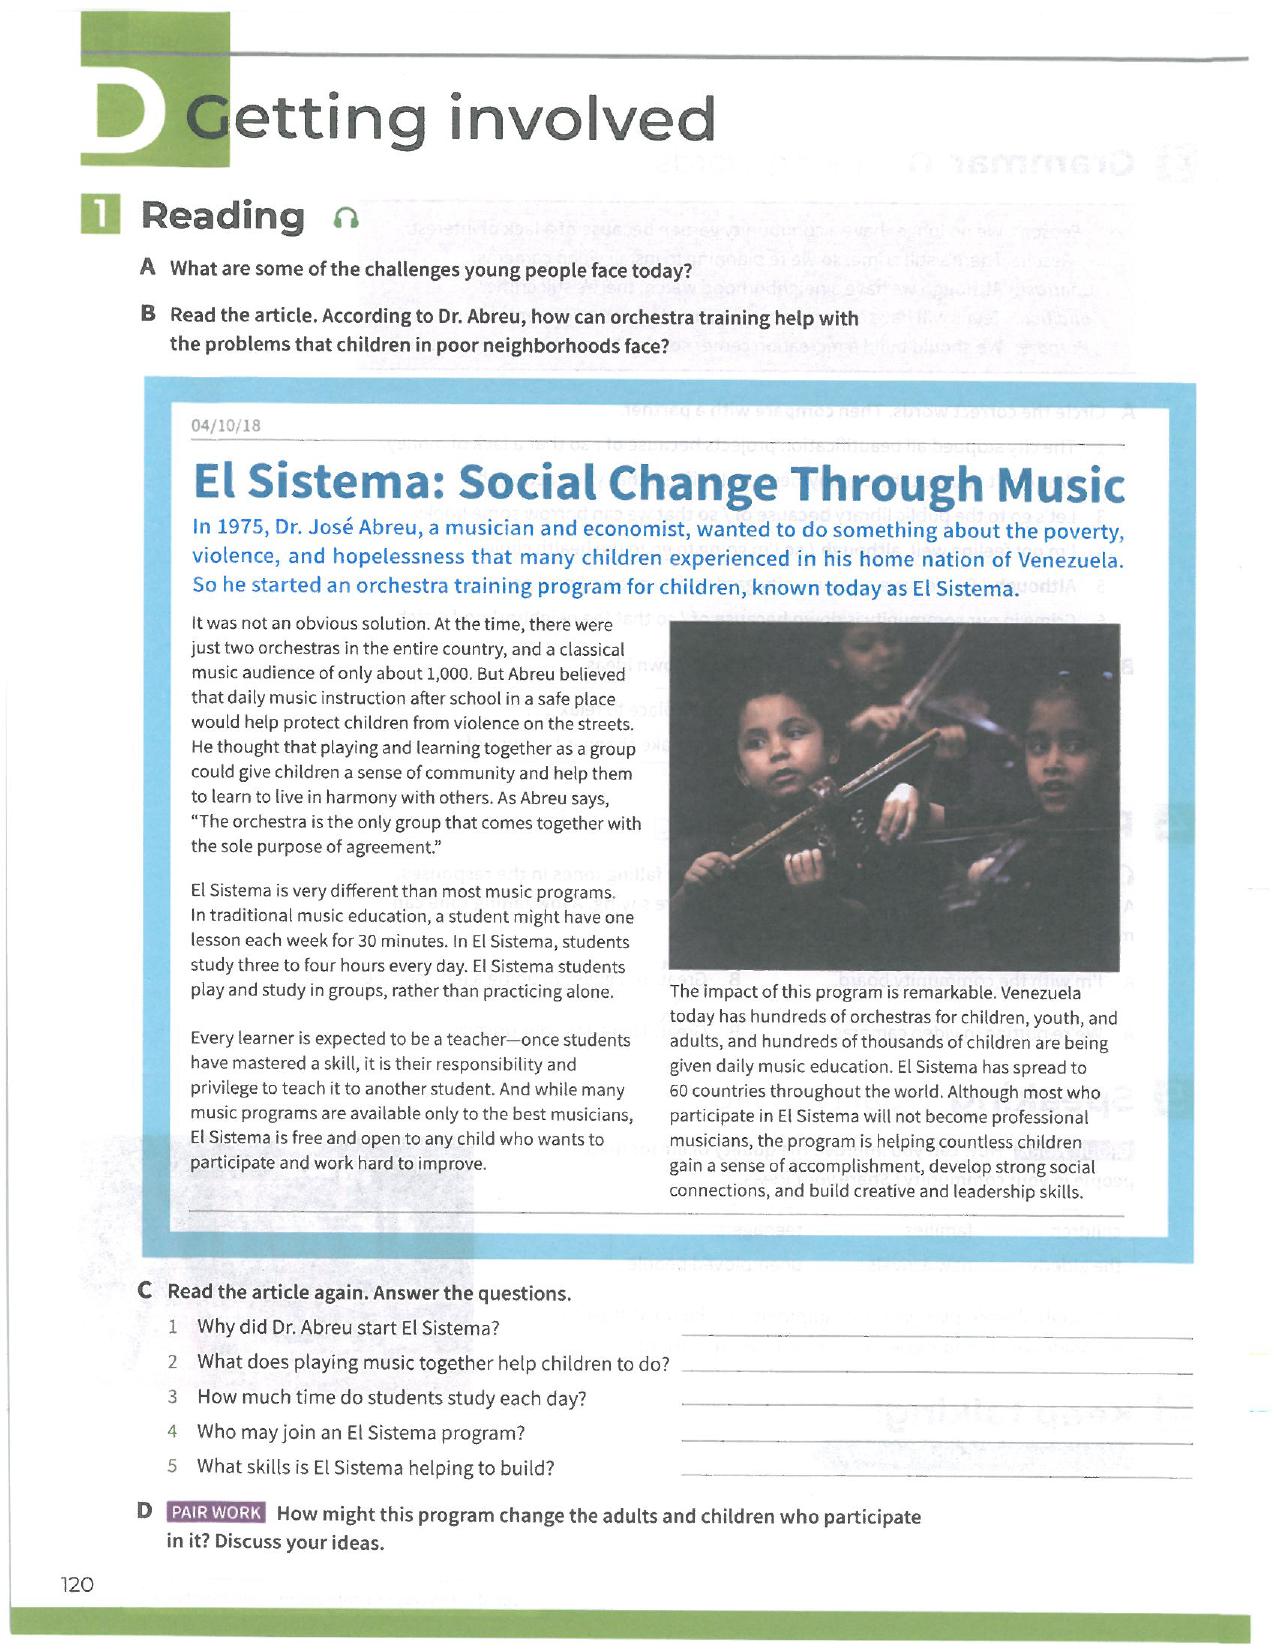 D Getting involved
1 Reading
A What are some of the challenges young people face today?
B Read the article. According to Dr. Abreu, how can orchestra training help with
the problems that children in poor neighborhoods face?
04/10/18
El Sistema: Social Change Through Music
In 1975, Dr. José Abreu, a musician and economist, wanted to do something about the poverty,
violence, and hopelessness that many children experienced in his home nation of Venezuela.
So he started an orchestra training program for children, known today as El Sistema.
It was not an obvious solution. At the time, there were
just two orchestras in the entire country, and a classical
music audience of only about 1,000. But Abreu believed
that daily music instruction after school in a safe place
would help protect children from violence on the streets.
He thought that playing and learning together as a group
could give children a sense of community and help them
to learn to live in harmony with others. As Abreu says,
“The orchestra is the only group that comes together with
the sole purpose of agreement.”
El Sistema is very different than most music programs.
In traditional music education, a student might have one
lesson each week for 30 minutes. In El Sistema, students
study three to four hours every day. El Sistema students
play and study in groups, rather than practicing alone.
Every learner is expected to be a teacher—once students
have mastered a skill, it is their responsibility and
privilege to teach it to another student. And while many
music programs are available only to the best musicians,
El Sistema is free and open to any child who wants to
participate and work hard to improve.
The impact of this program is remarkable. Venezuela
today has hundreds of orchestras for children, youth, and
adults, and hundreds of thousands of children are being
given daily music education. El Sistema has spread to
60 countries throughout the world. Although most who
participate in El Sistema will not become professional
musicians, the program is helping countless children
gain a sense of accomplishment, develop strong social
connections, and build creative and leadership skills.
C Read the article again. Answer the questions.
1 Why did Dr. Abreu start El Sistema?
2 What does playing music together help children to do?
3 How much time do students study each day?
4 Who may join an El Sistema program?
5 What skills is El Sistema helping to build?
D PAIR WORK How might this program change the adults and children who participate
in it? Discuss your ideas.
120